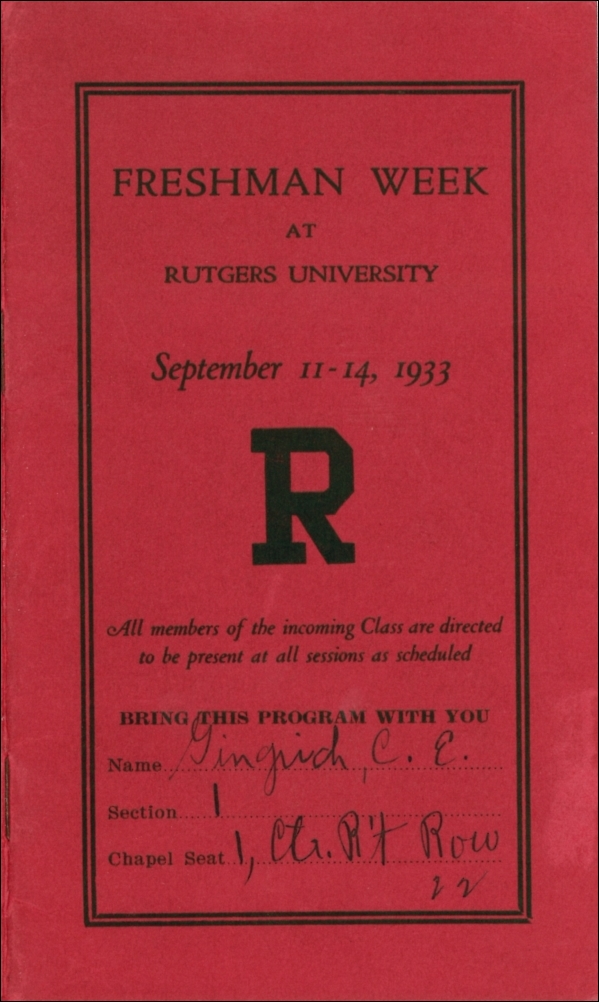 FRESHMAN WEEK
AT
RUTGERS UNIVERSITY
September 11-14, 1933
R
All members of the incoming Class are directed
to be present at all sessions as scheduled
BRING THIS PROGRAM WITH YOU
Name Gingrich, C. E.
Section 1
Chapel Seat 1, Ctr. R't Row
22